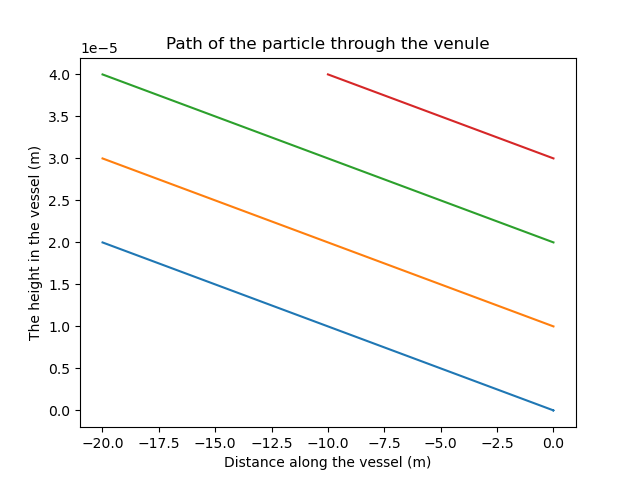 Path of the particle through the venule
1e−5
4.0
3.5
3.0
2.5
2.0
1.5
1.0
0.5
0.0
The height in the vessel (m)
−20.0 −17.5 −15.0 −12.5 −10.0 −7.5 −5.0 −2.5 0.0
Distance along the vessel (m)